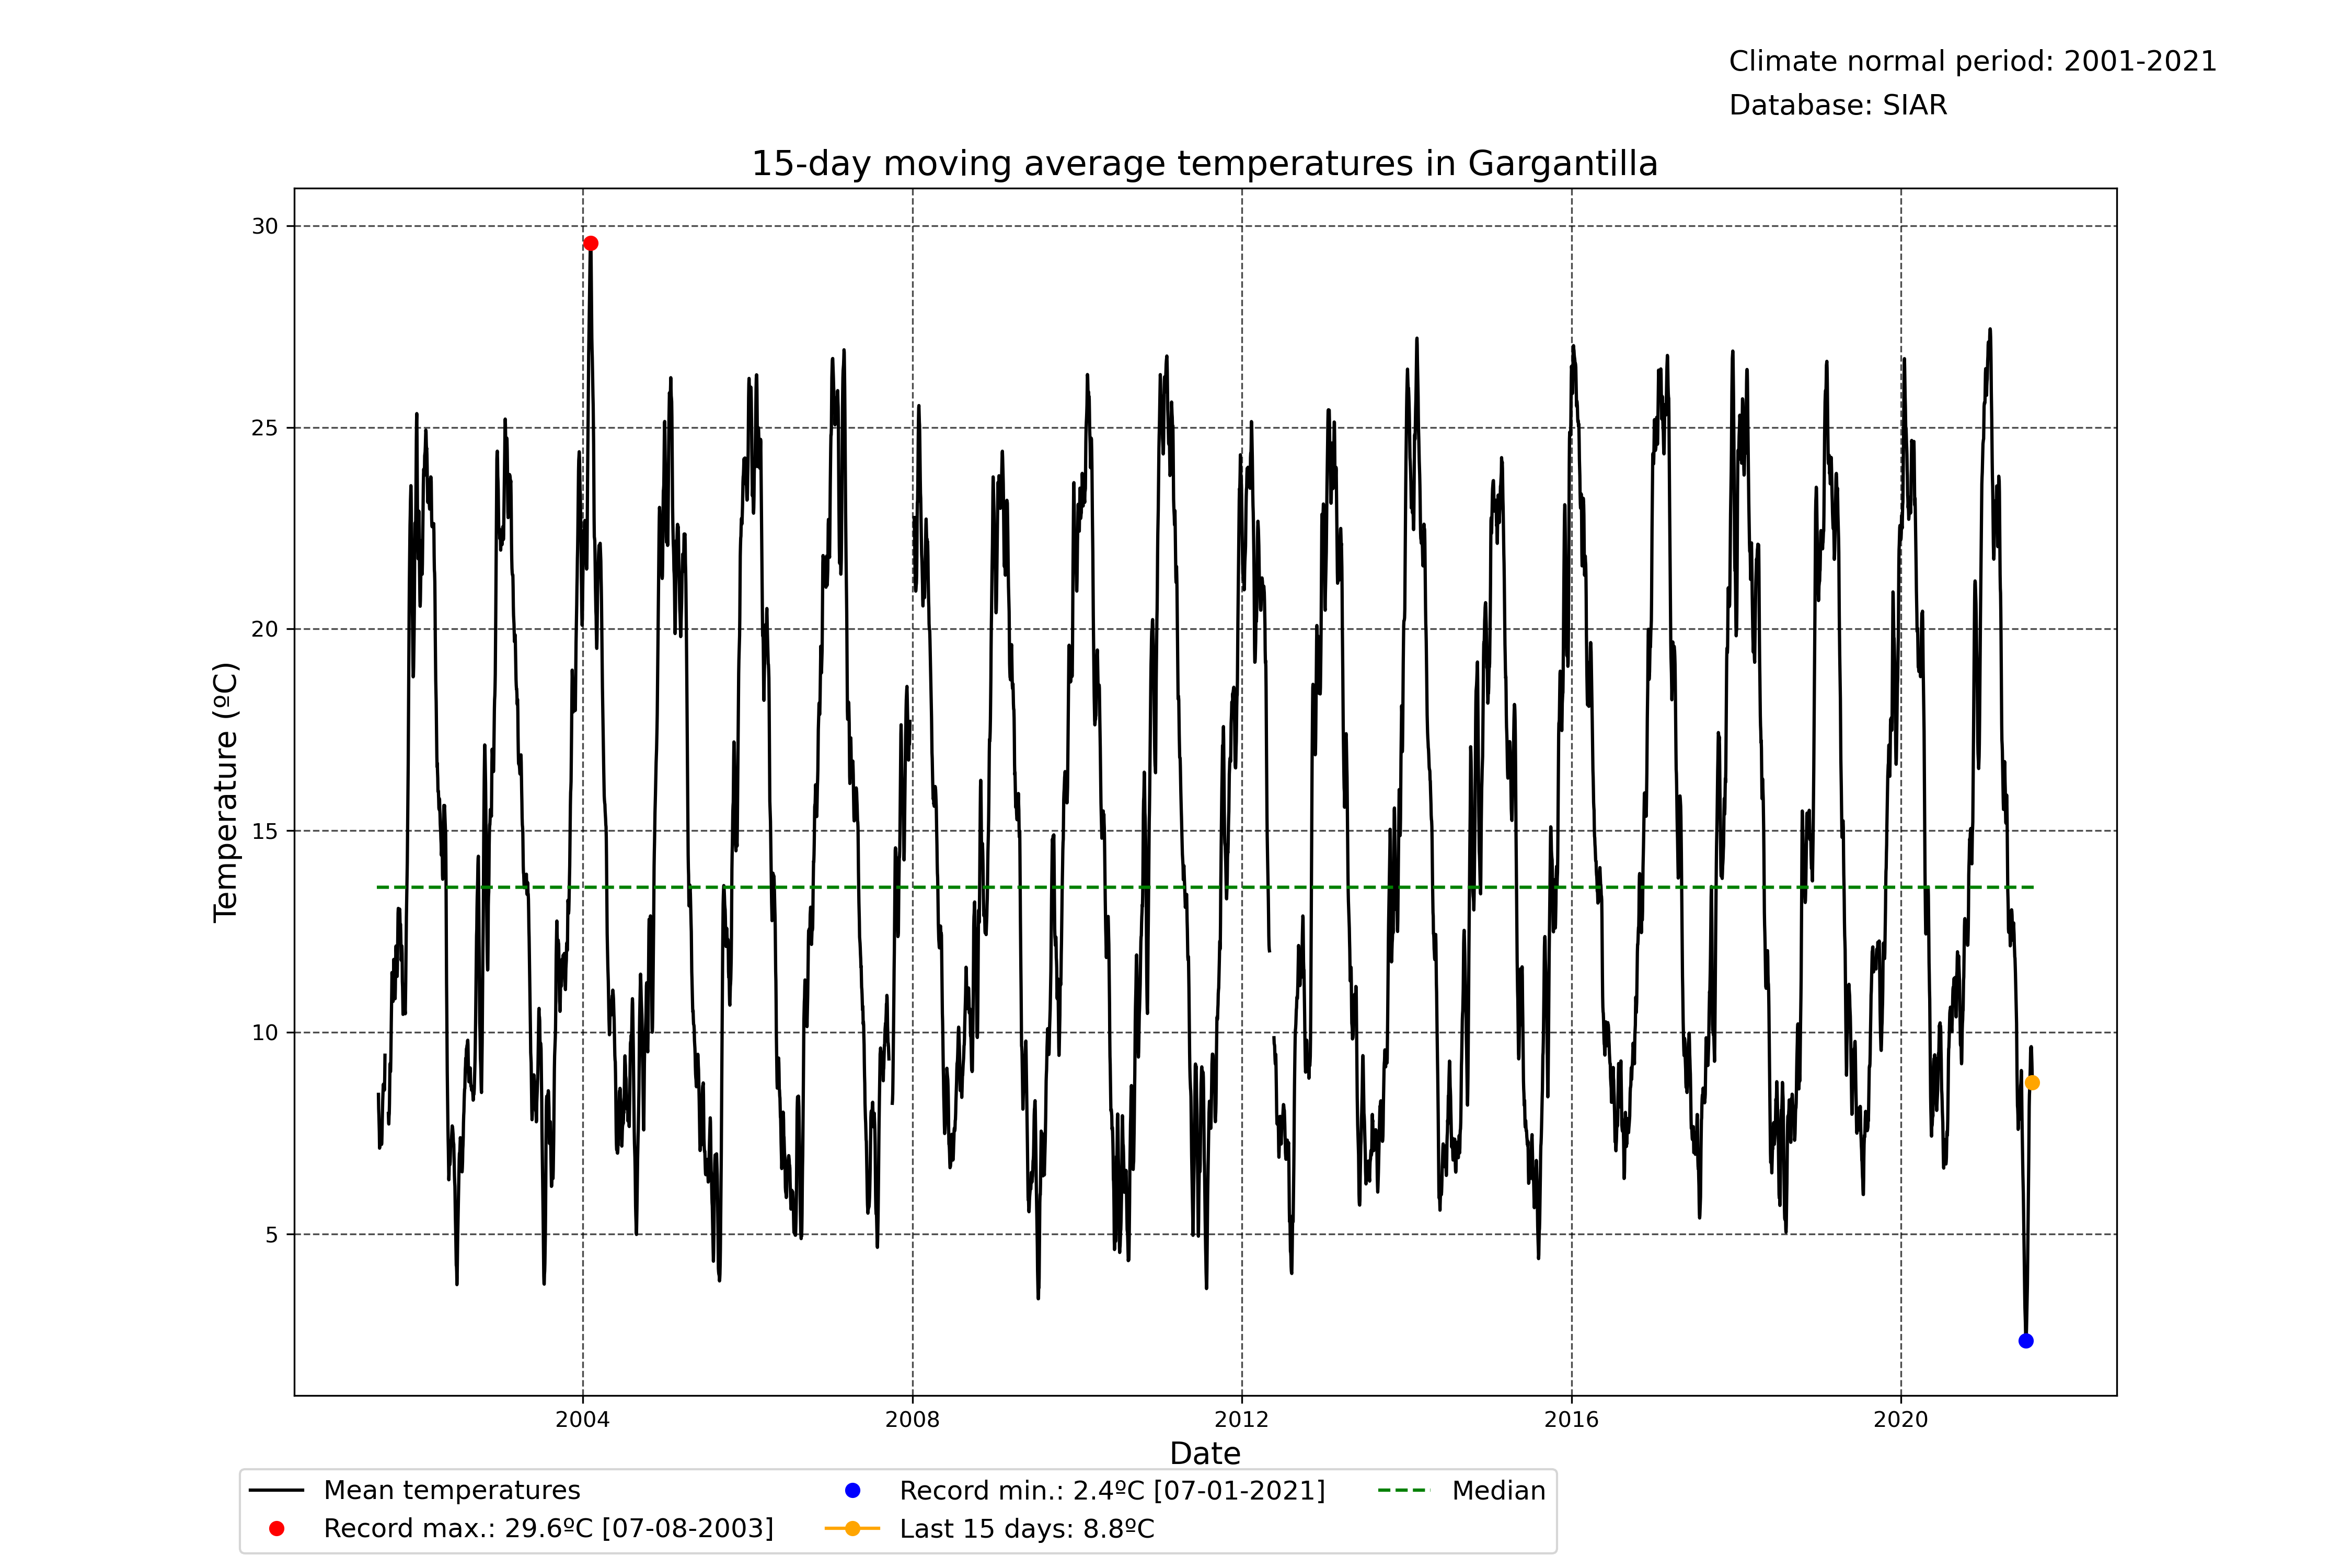 Climate normal period: 2001-2021
Database: SIAR
15-day moving average temperatures in Gargantilla
30
25
20
15
10
5
Temperature (ºC)
2004
2008
2012
2016
2020
Date
Mean temperatures
Record max.: 29.6ºC [07-08-2003]
Record min.: 2.4ºC [07-01-2021]
Last 15 days: 8.8ºC
Median